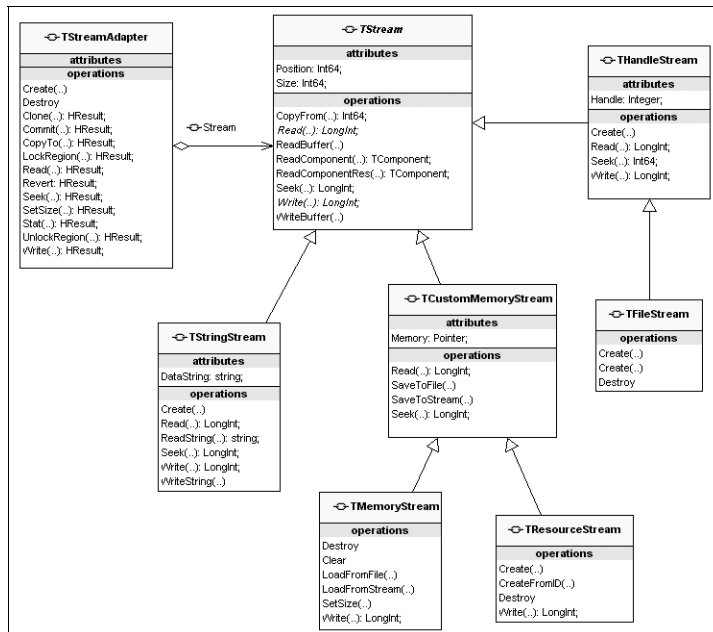 TStreamAdapter
attributes
operations
Create(..)
Destroy
Clone(..): HResult;
Commit(..): HResult;
CopyTo(..): HResult;
LockRegion(..): HResult;
Read(..): HResult;
Revert: HResult;
Seek(..): HResult;
SetSize(..): HResult;
Stat(..): HResult;
UnlockRegion(..): HResult;
Write(..): HResult;
Stream
TStream
attributes
Position: Int64;
Size: Int64;
operations
CopyFrom(..): Int64;
Read(..): LongInt;
ReadBuffer(..)
ReadComponent(..): TComponent;
ReadComponentRes(..): TComponent;
Seek(..): LongInt;
Write(..): LongInt;
WriteBuffer(..)
THandleStream
attributes
Handle: Integer;
operations
Create(..)
Read(..): LongInt;
Seek(..): Int64;
Write(..): LongInt;
TStringStream
attributes
DataString: string;
operations
Create(..)
Read(..): LongInt;
ReadString(..): string;
Seek(..): LongInt;
Write(..): LongInt;
WriteString(..)
TCustomMemoryStream
attributes
Memory: Pointer;
operations
Read(..): LongInt;
SaveToFile(..)
SaveToStream(..)
Seek(..): LongInt;
TFileStream
operations
Create(..)
Create(..)
Destroy
TMemoryStream
operations
Destroy
Clear
LoadFromFile(..)
LoadFromStream(..)
SetSize(..)
Write(..): LongInt;
TResourceStream
operations
Create(..)
CreateFromID(..)
Destroy
Write(..): LongInt;